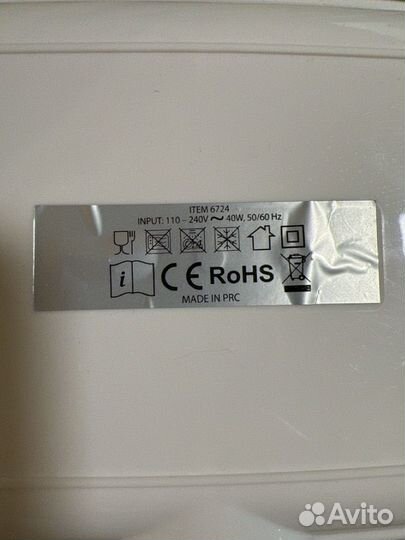 ITEM 6724
INPUT: 110 – 240V ~ 40W, 50/60 Hz
i CE RoHS
MADE IN PRC
Avito